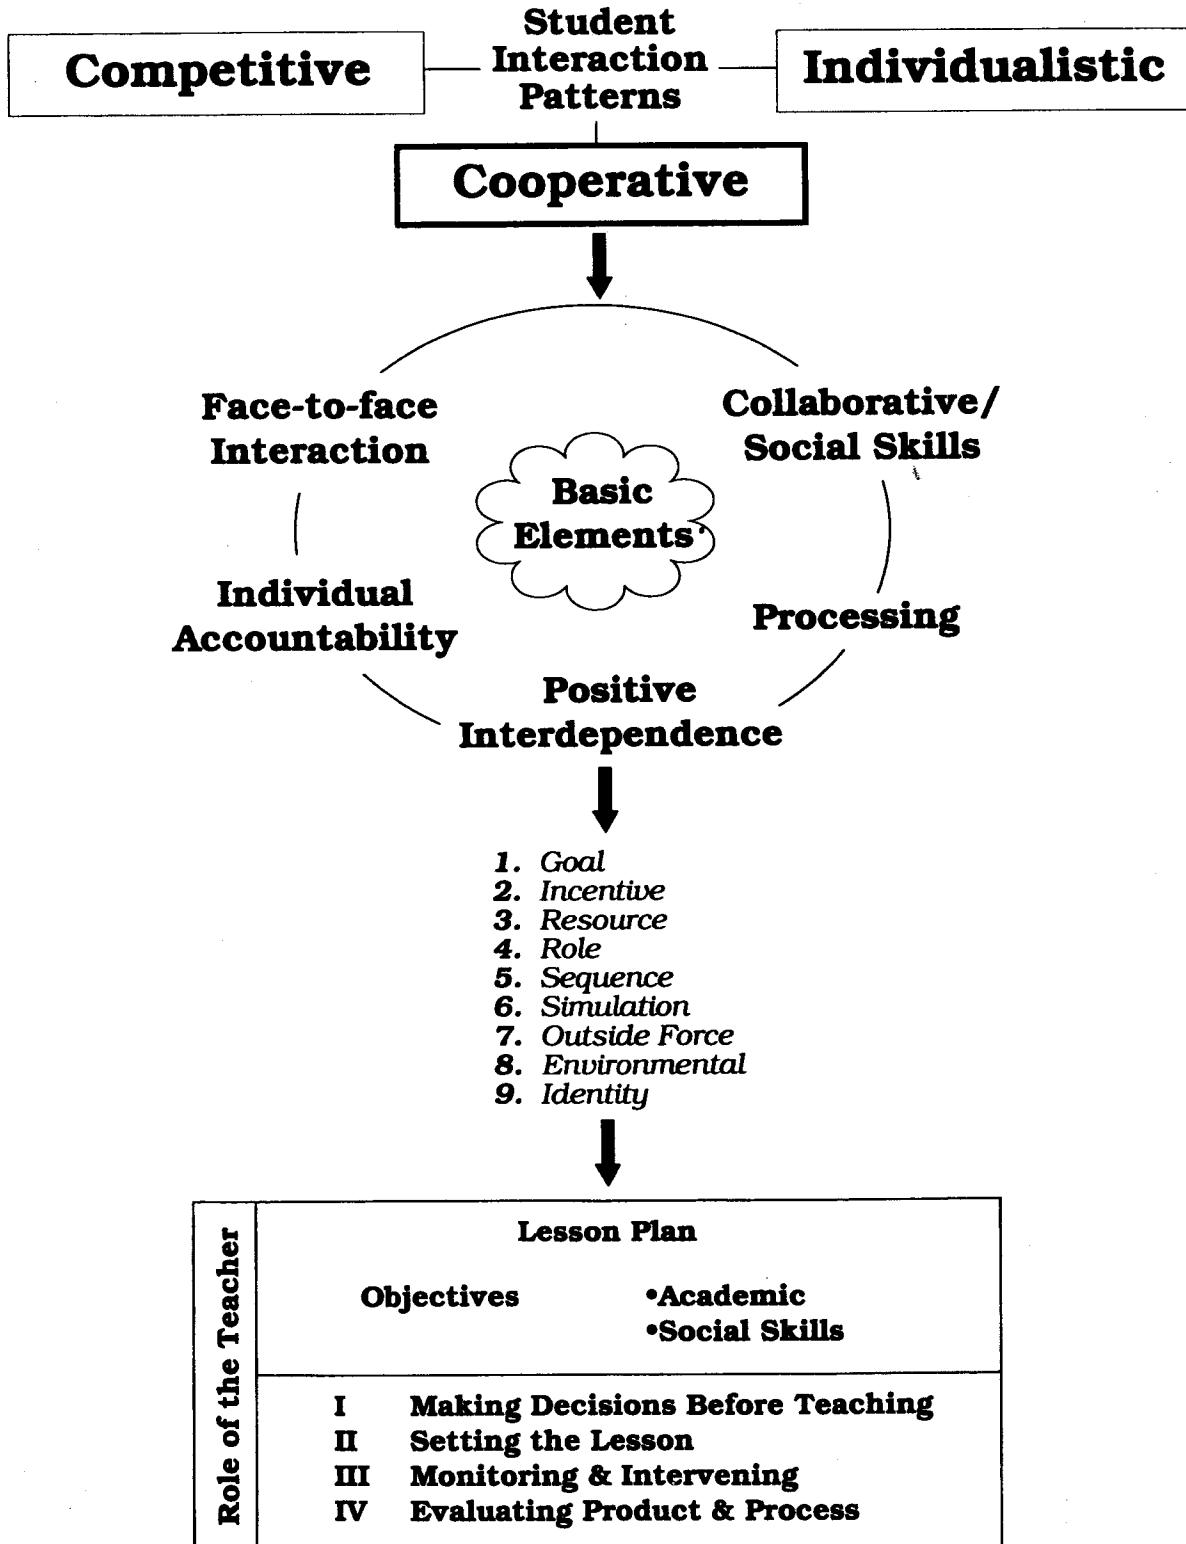 Student
Interaction
Patterns
Competitive
Individualistic
Cooperative
Face-to-face
Interaction
Collaborative/
Social Skills
Basic
Elements
Individual
Accountability
Processing
Positive
Interdependence
1. Goal
2. Incentive
3. Resource
4. Role
5. Sequence
6. Simulation
7. Outside Force
8. Environmental
9. Identity
Role of the Teacher
Lesson Plan
Objectives •Academic
•Social Skills
I Making Decisions Before Teaching
II Setting the Lesson
III Monitoring & Intervening
IV Evaluating Product & Process